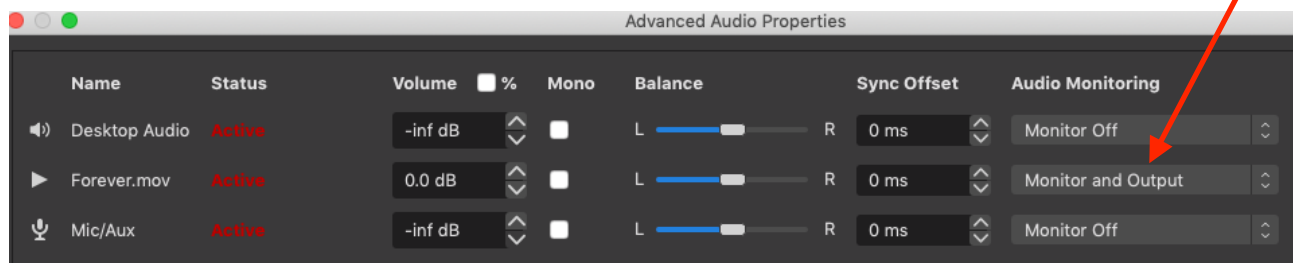 Advanced Audio Properties
Name Status Volume % Mono Balance Sync Offset Audio Monitoring
Desktop Audio Active -inf dB L R 0 ms Monitor Off
Forever.mov Active 0.0 dB L R 0 ms Monitor and Output
Mic/Aux Active -inf dB L R 0 ms Monitor Off